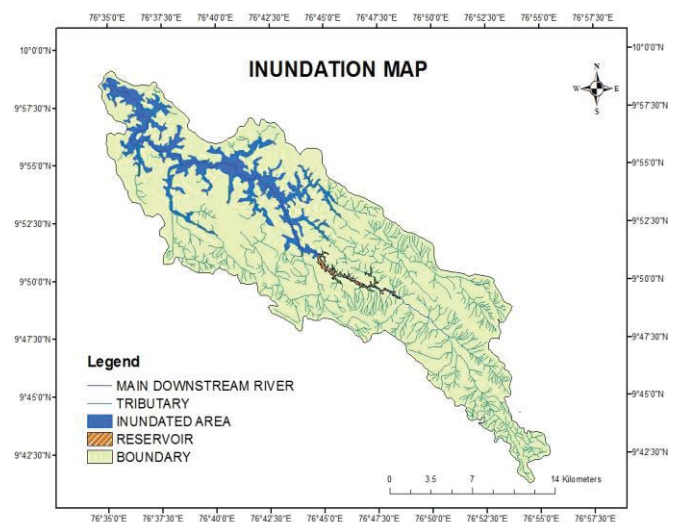 76°35'0"E 76°37'30"E 76°40'0"E 76°42'30"E 76°45'0"E 76°47'30"E 76°50'0"E 76°52'30"E 76°55'0"E 76°57'30"E
INUNDATION MAP
N
W E
S
10°0'0"N 10°0'0"N
9°57'30"N 9°57'30"N
9°55'0"N 9°55'0"N
9°52'30"N 9°52'30"N
9°50'0"N 9°50'0"N
9°47'30"N 9°47'30"N
9°45'0"N 9°45'0"N
9°42'30"N 9°42'30"N
Legend
MAIN DOWNSTREAM RIVER
TRIBUTARY
INUNDATED AREA
RESERVOIR
BOUNDARY
0 3.5 7 14 Kilometers
76°35'0"E 76°37'30"E 76°40'0"E 76°42'30"E 76°45'0"E 76°47'30"E 76°50'0"E 76°52'30"E 76°55'0"E 76°57'30"E